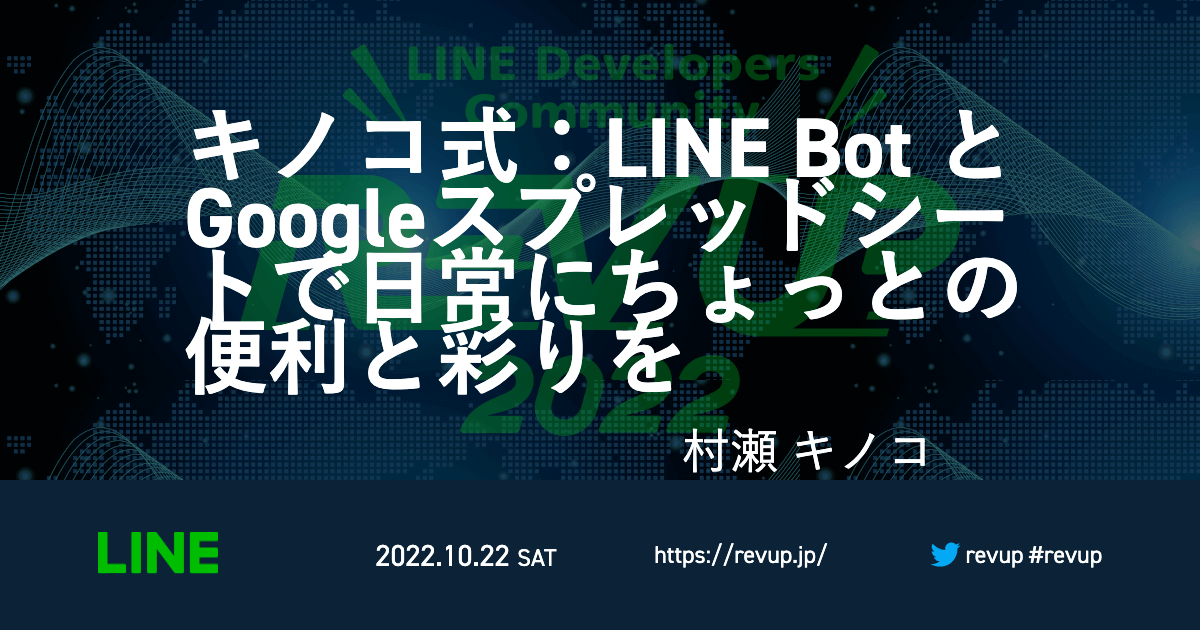 LINE Developers
Community
REVUP
2022
キノコ式：LINE Bot と
Googleスプレッドシー
トで日常にちょっとの
便利と彩りを
村瀬 キノコ
LINE
2022.10.22 SAT
https://revup.jp/
revup #revup